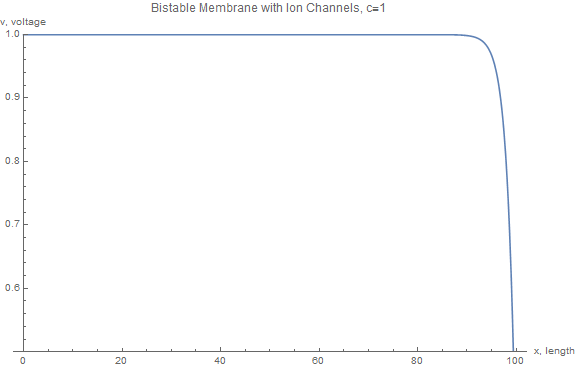 Bistable Membrane with Ion Channels, c=1
v, voltage
1.0
0.9
0.8
0.7
0.6
0 20 40 60 80 100 x, length